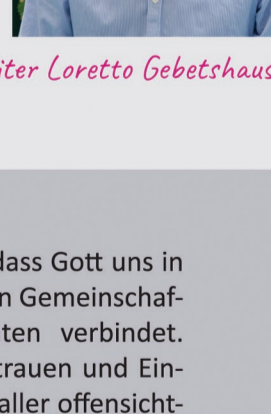 iter Loretto Gebetshaus
dass Gott uns in
n Gemeinschaf-
ten verbindet.
trauen und Ein-
aller offensicht-